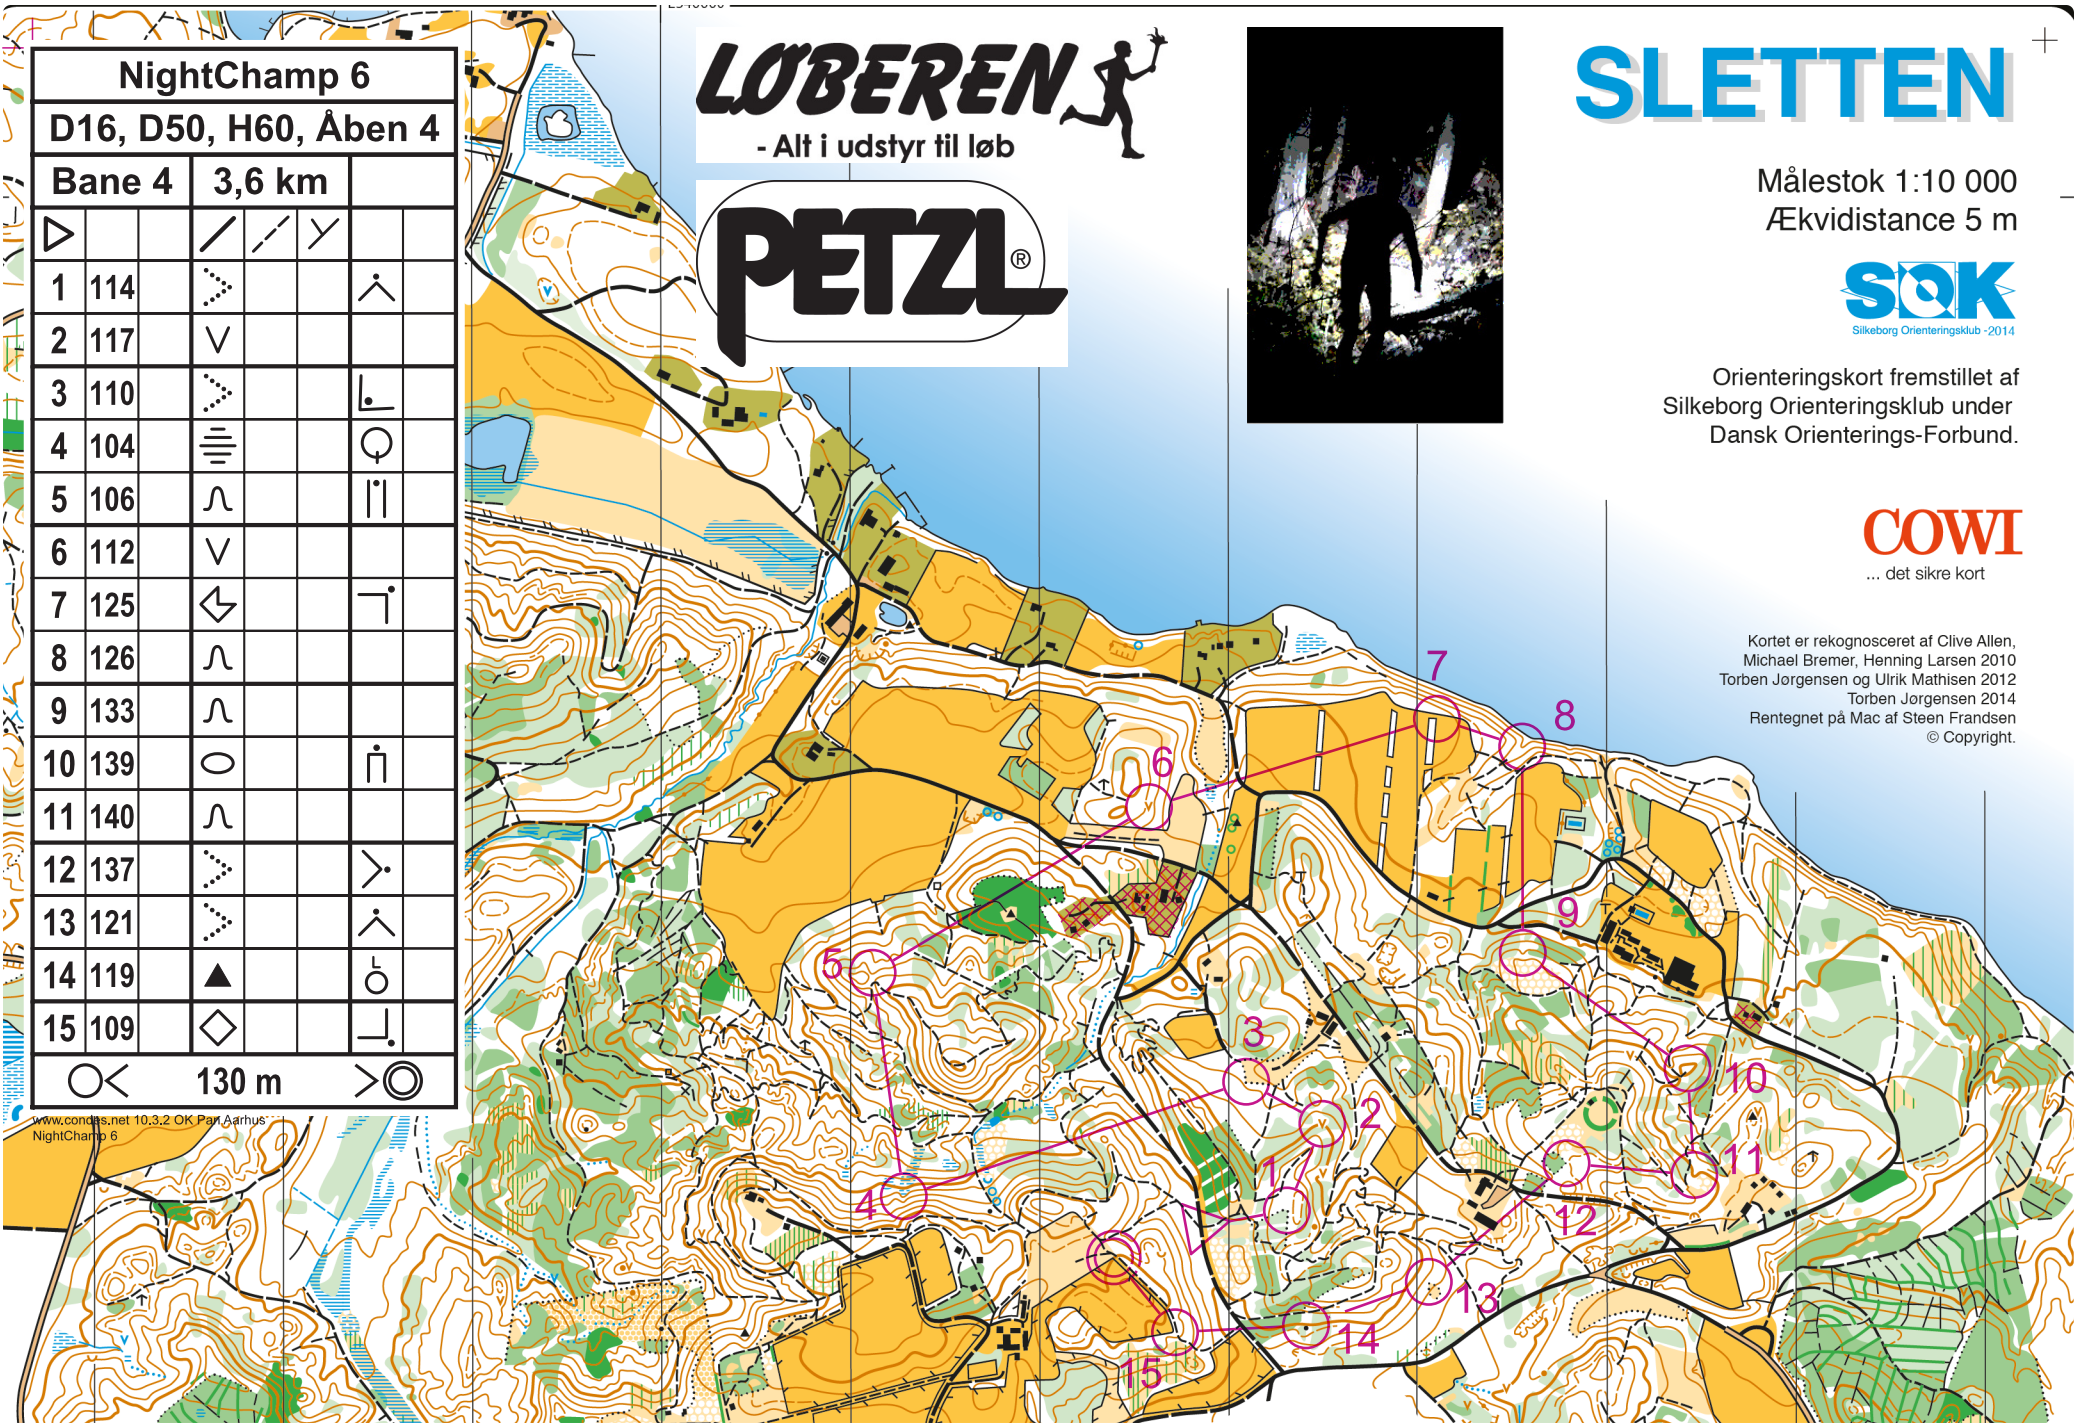 NightChamp 6
D16, D50, H60, Åben 4
Bane 4 3,6 km
1 114
2 117
3 110
4 104
5 106
6 112
7 125
8 126
9 133
10 139
11 140
12 137
13 121
14 119
15 109
130 m
www.condes.net 10.3.2 OK Pan Aarhus
NightChamp 6
LØBEREN
- Alt i udstyr til løb
PETZL®
SLETTEN
Målestok 1:10 000
Ækvidistance 5 m
SOK
Silkeborg Orienteringsklub -2014
Orienteringskort fremstillet af
Silkeborg Orienteringsklub under
Dansk Orienterings-Forbund.
COWI
... det sikre kort
Kortet er rekognosceret af Clive Allen,
Michael Bremer, Henning Larsen 2010
Torben Jørgensen og Ulrik Mathisen 2012
Torben Jørgensen 2014
Rentegnet på Mac af Steen Frandsen
© Copyright.
7
8
6
9
5
3
10
2
1
11
4
12
13
14
15